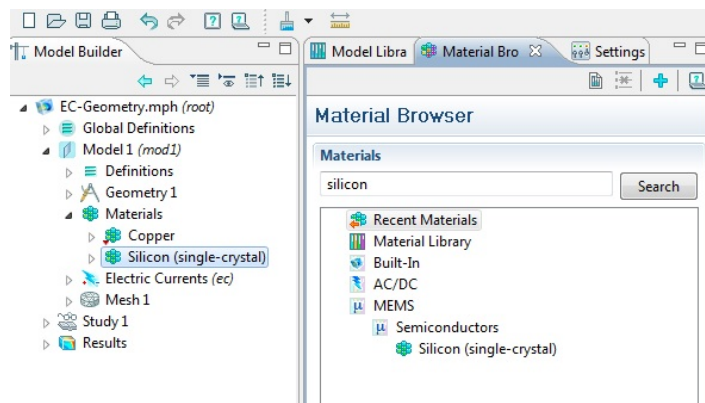 Model Builder
EC-Geometry.mph (root)
Global Definitions
Model 1 (mod1)
Definitions
Geometry 1
Materials
Copper
Silicon (single-crystal)
Electric Currents (ec)
Mesh 1
Study 1
Results
Model Libra
Material Bro
Settings
Material Browser
Materials
silicon
Search
Recent Materials
Material Library
Built-In
AC/DC
μ MEMS
μ Semiconductors
Silicon (single-crystal)